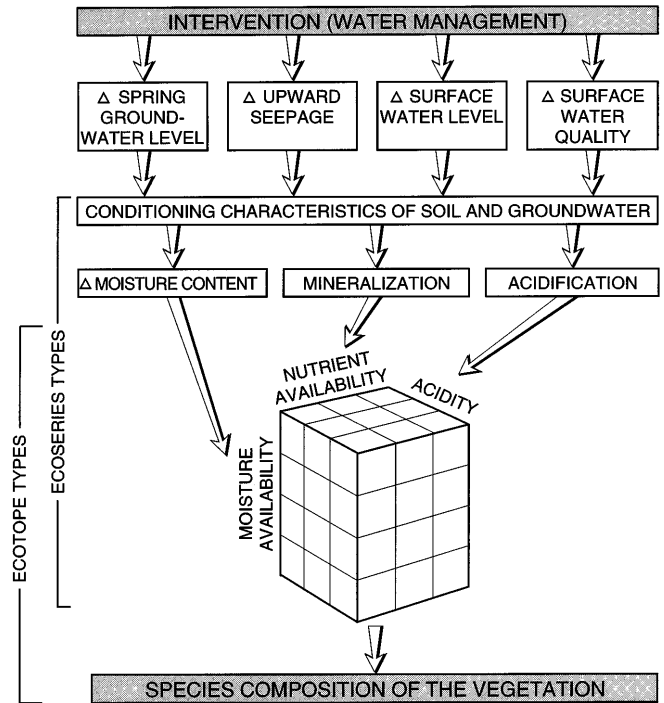 INTERVENTION (WATER MANAGEMENT)
Δ SPRING
GROUND-
WATER LEVEL
Δ UPWARD
SEEPAGE
Δ SURFACE
WATER LEVEL
Δ SURFACE
WATER
QUALITY
CONDITIONING CHARACTERISTICS OF SOIL AND GROUNDWATER
Δ MOISTURE CONTENT
MINERALIZATION
ACIDIFICATION
ECOTOPE TYPES
ECOSERIES TYPES
NUTRIENT
AVAILABILITY
ACIDITY
MOISTURE
AVAILABILITY
SPECIES COMPOSITION OF THE VEGETATION